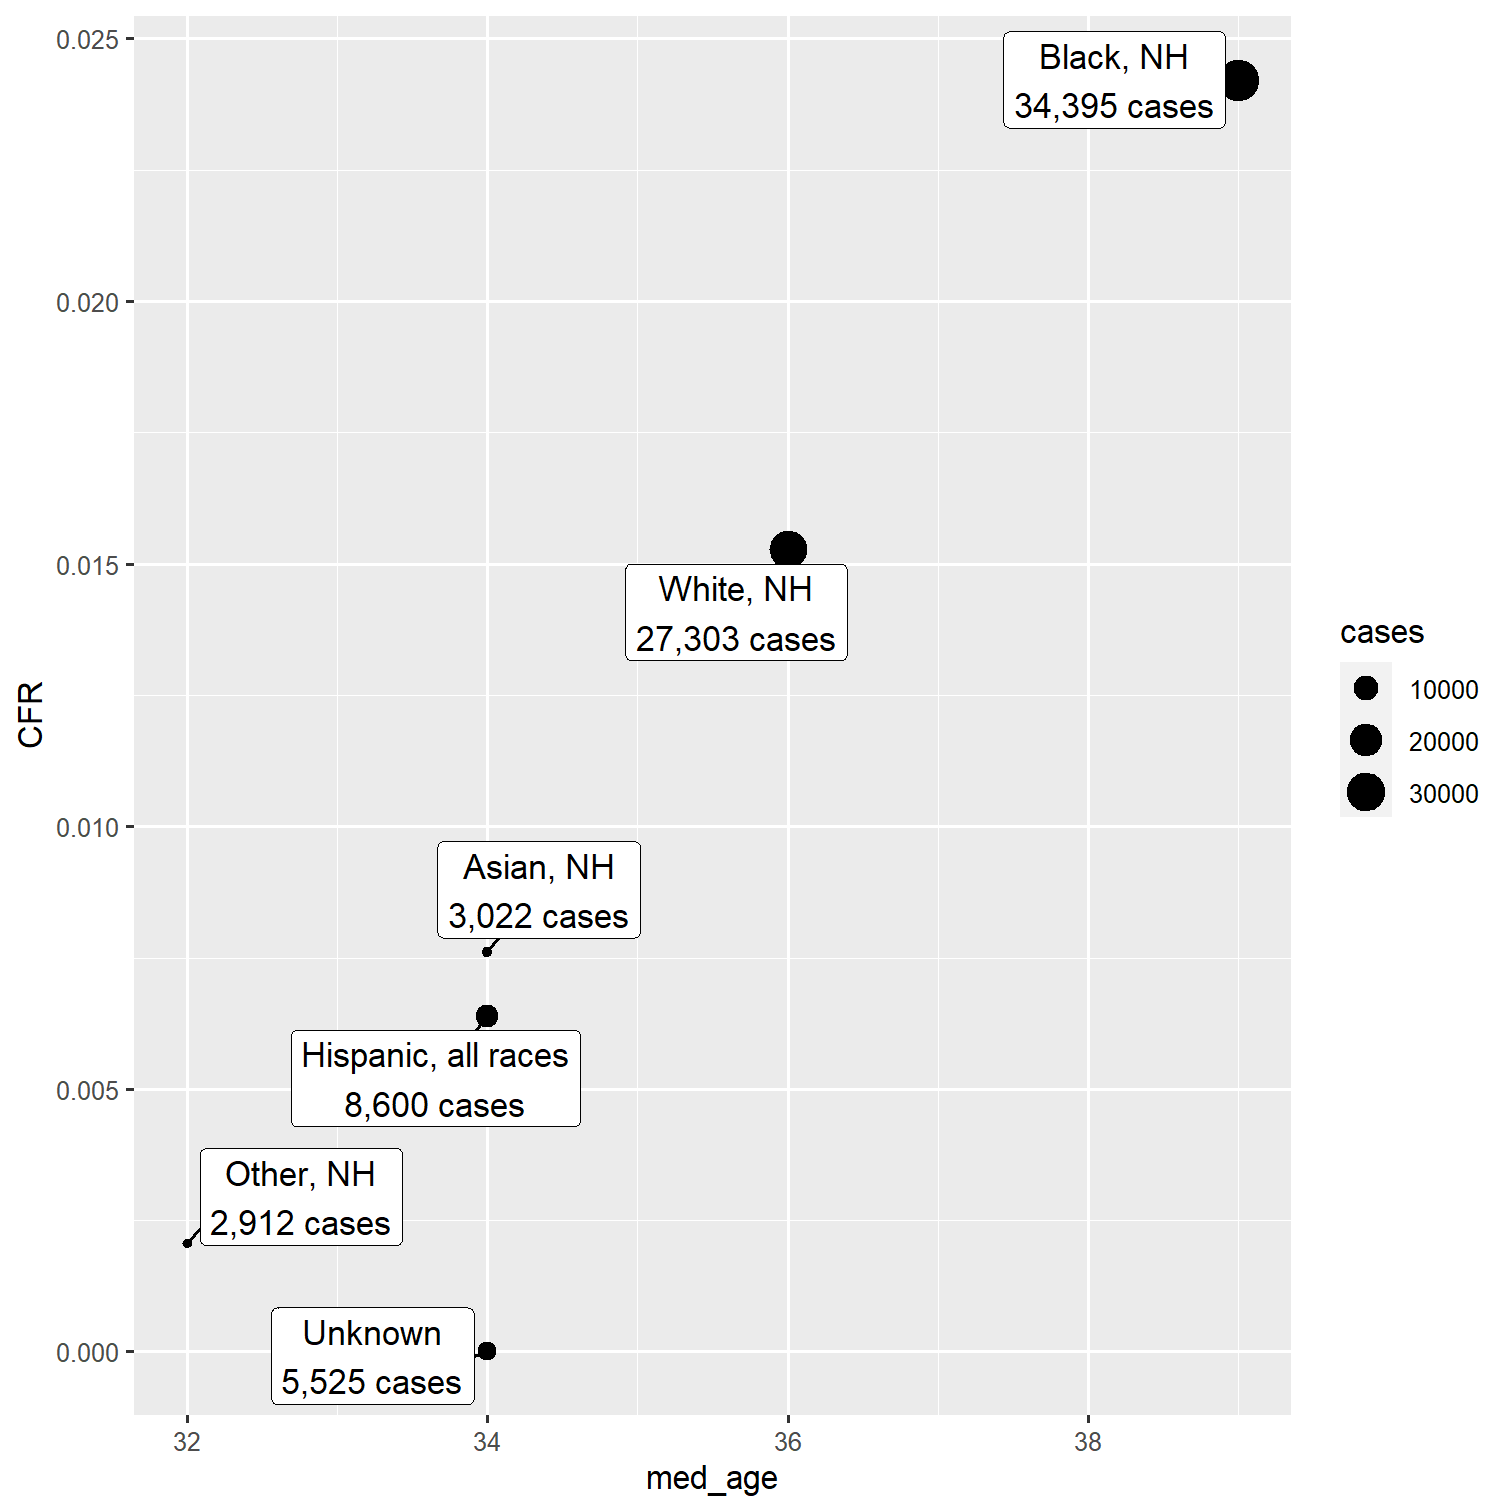 0.025
0.020
0.015
0.010
0.005
0.000
CFR
Black, NH
34,395 cases
White, NH
27,303 cases
Asian, NH
3,022 cases
Hispanic, all races
8,600 cases
Other, NH
2,912 cases
Unknown
5,525 cases
32 34 36 38
med_age
cases
10000
20000
30000